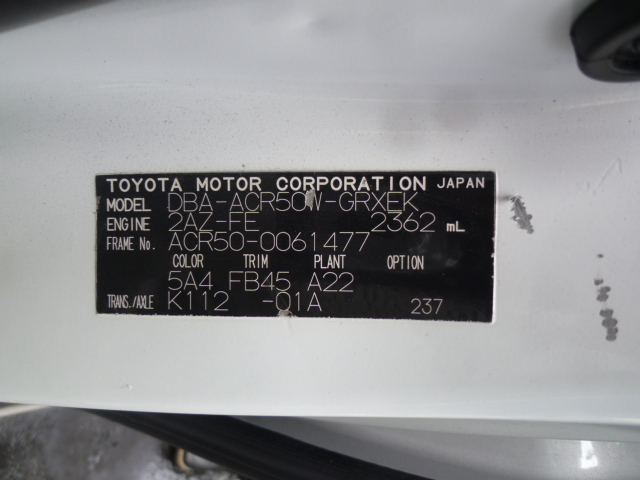 TOYOTA MOTOR CORPORATION JAPAN
MODEL DBA-ACR50W-GRXEK
ENGINE 2AZ-FE 2362 mL
FRAME No. ACR50-0061477
COLOR TRIM PLANT OPTION
5A4 FB45 A22
TRANS./AXLE K112 -01A 237